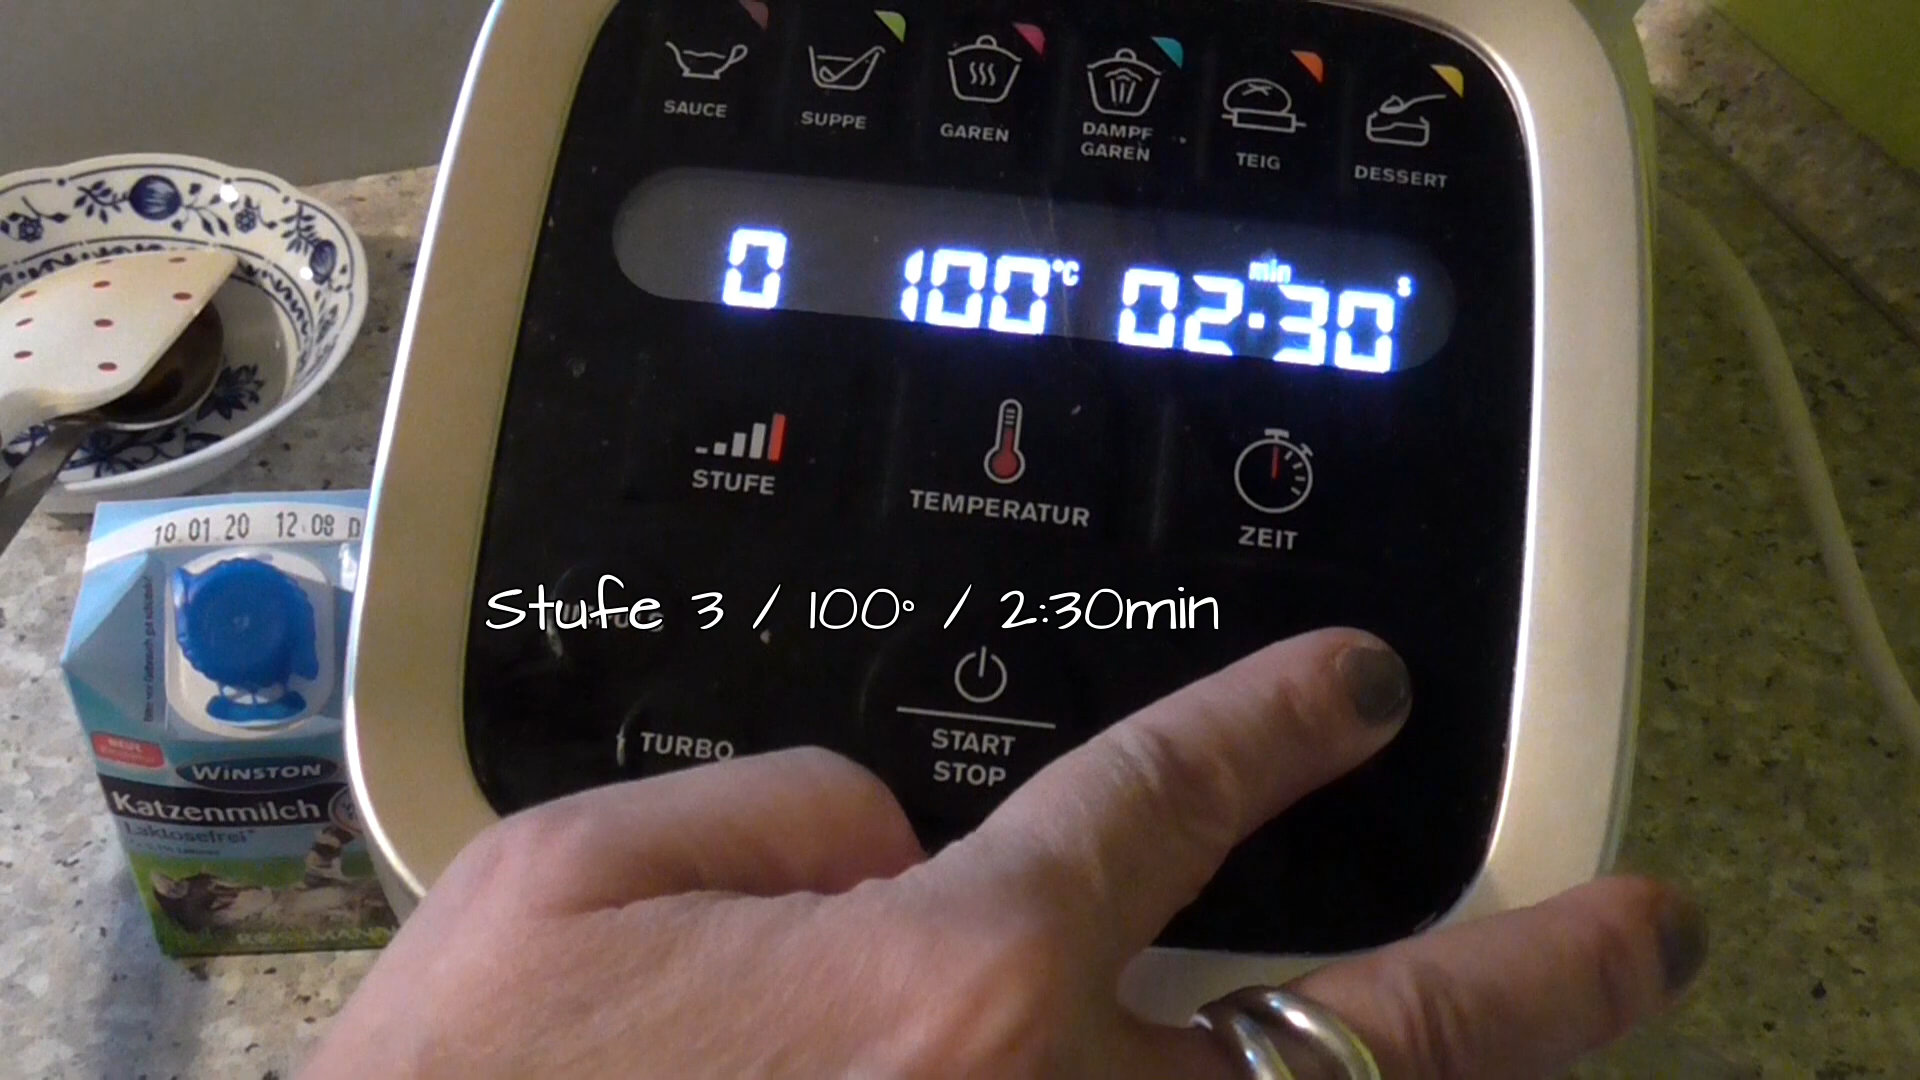 SAUCE
SUPPE
GAREN
DAMPF
GAREN
TEIG
DESSERT
0 100°C 02:30 min s
STUFE
TEMPERATUR
ZEIT
10.01.20 12:08 D
Stufe 3 / 100° / 2:30min
TURBO
START
STOP
NEUE
WINSTON
Katzenmilch
Laktosefrei*